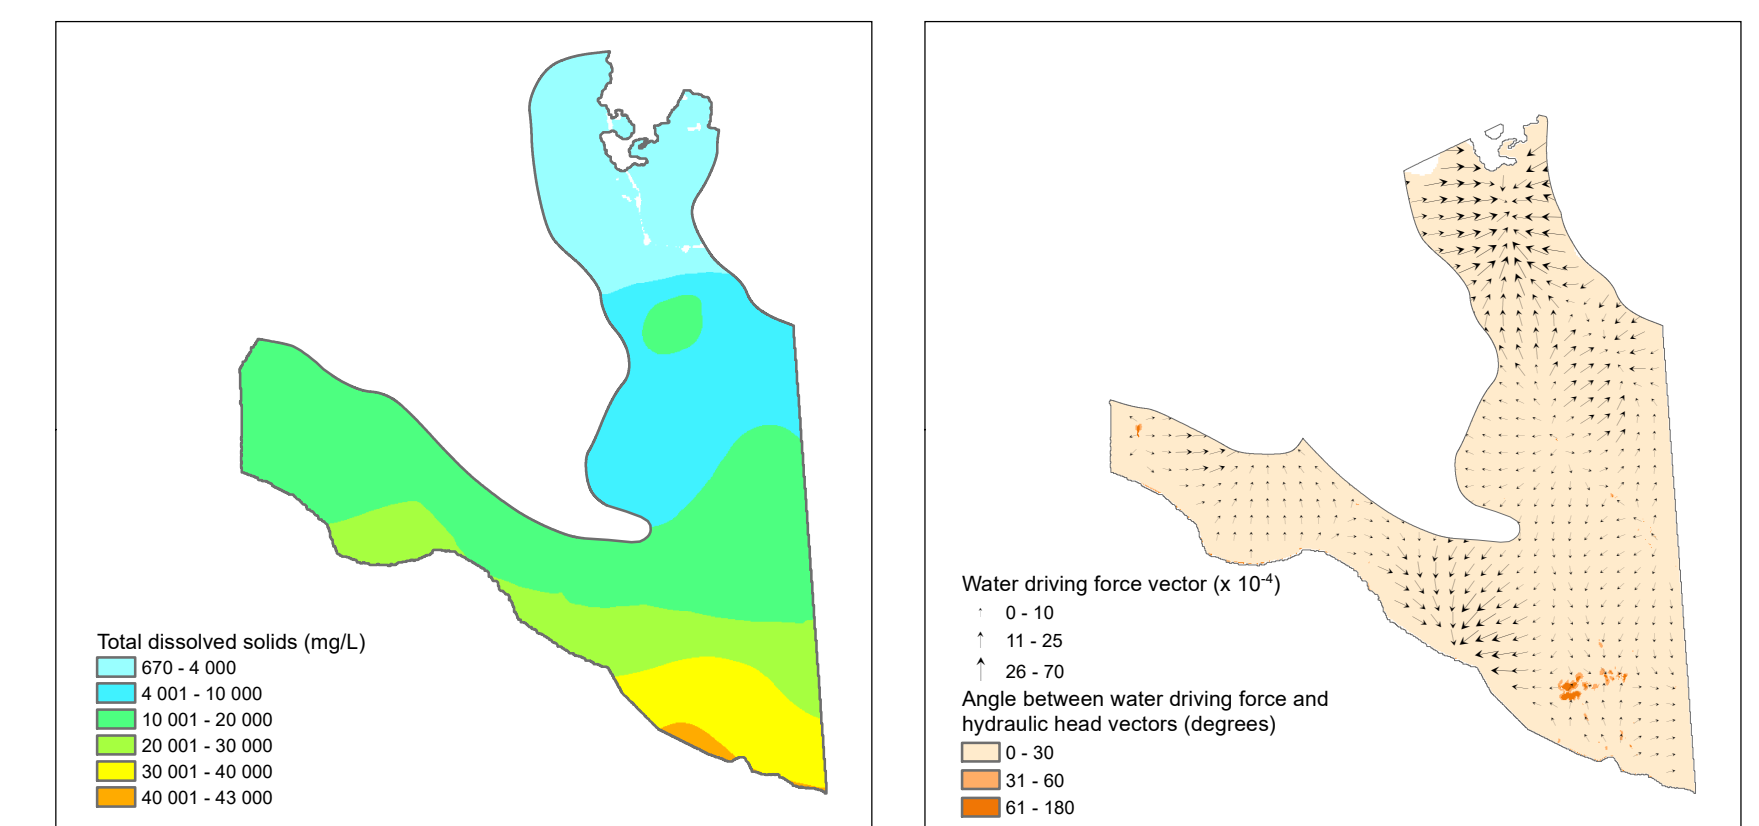 Total dissolved solids (mg/L)
670 - 4 000
4 001 - 10 000
10 001 - 20 000
20 001 - 30 000
30 001 - 40 000
40 001 - 43 000
Water driving force vector (x 10⁻⁴)
0 - 10
11 - 25
26 - 70
Angle between water driving force and
hydraulic head vectors (degrees)
0 - 30
31 - 60
61 - 180